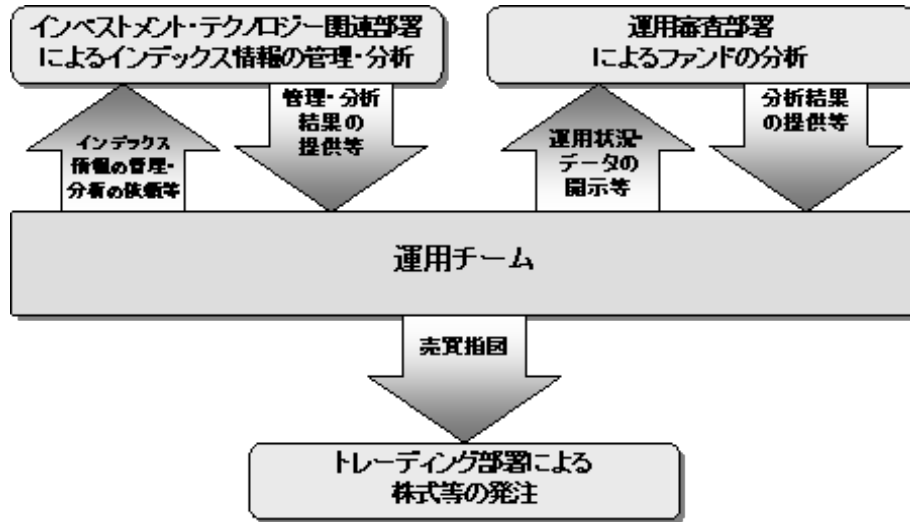 インベストメント・テクノロジー関連部署
によるインデックス情報の管理・分析
運用審査部署
によるファンドの分析
インデックス
情報の管理・
分析の依頼等
管理・分析
結果の
提供等
運用状況・
データの
開示等
分析結果
の提供等
運用チーム
売買指図
トレーディング部署による
株式等の発注